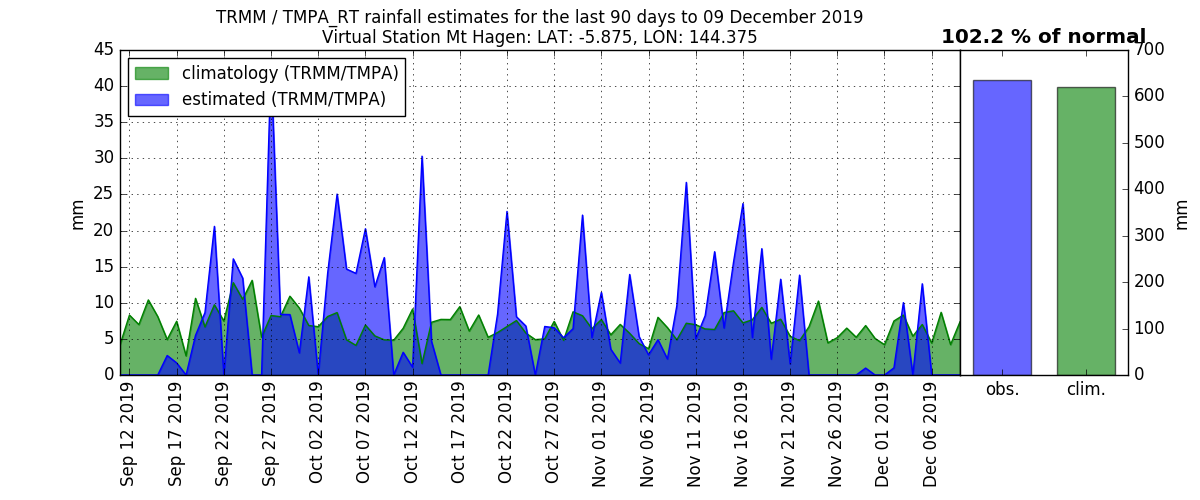 TRMM / TMPA_RT rainfall estimates for the last 90 days to 09 December 2019
Virtual Station Mt Hagen: LAT: -5.875, LON: 144.375
102.2 % of normal
climatology (TRMM/TMPA)
estimated (TRMM/TMPA)
mm
45
40
35
30
25
20
15
10
5
0
Sep 12 2019
Sep 17 2019
Sep 22 2019
Sep 27 2019
Oct 02 2019
Oct 07 2019
Oct 12 2019
Oct 17 2019
Oct 22 2019
Oct 27 2019
Nov 01 2019
Nov 06 2019
Nov 11 2019
Nov 16 2019
Nov 21 2019
Nov 26 2019
Dec 01 2019
Dec 06 2019
obs.
clim.
700
600
500
400
300
200
100
0
mm